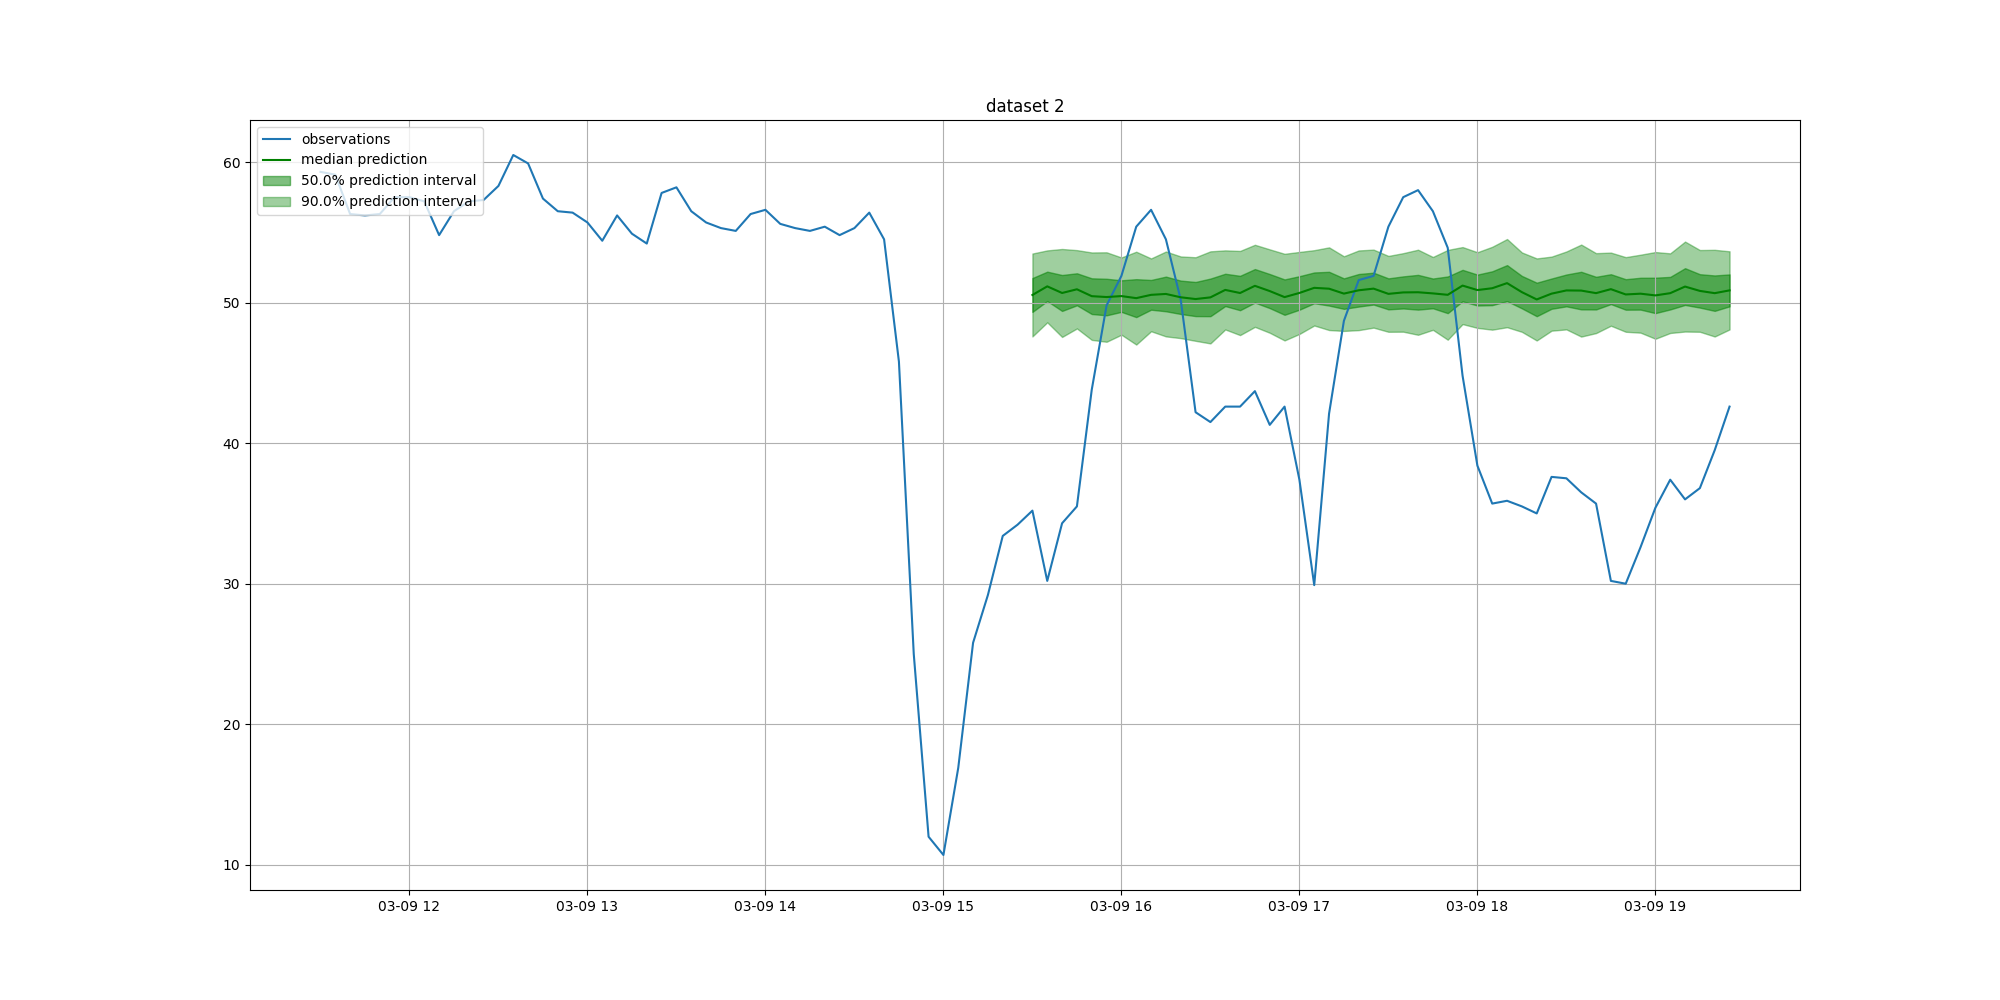 dataset 2
observations
median prediction
50.0% prediction interval
90.0% prediction interval
60
50
40
30
20
10
03-09 12
03-09 13
03-09 14
03-09 15
03-09 16
03-09 17
03-09 18
03-09 19